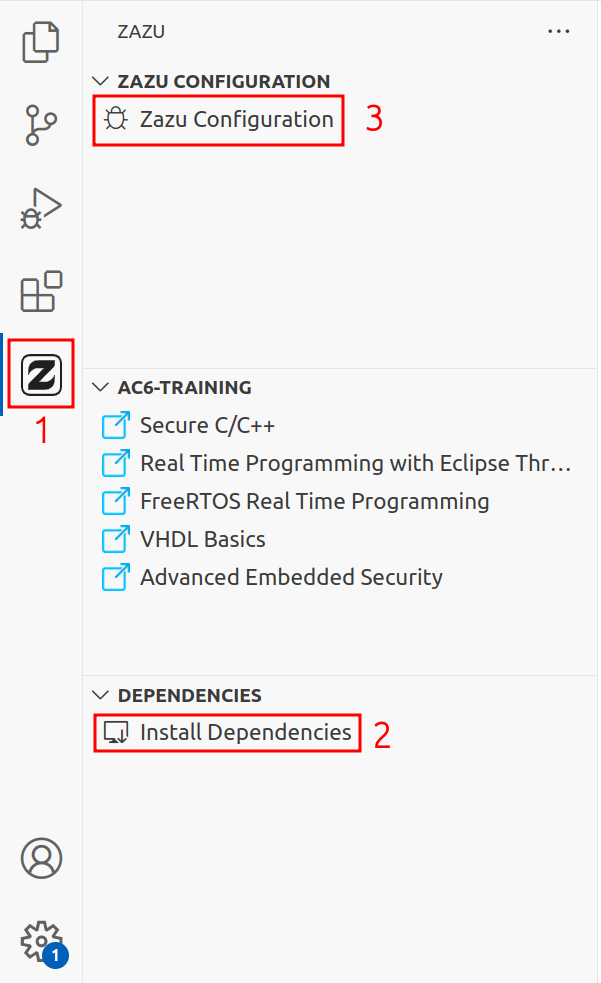 ZAZU
ZAZU CONFIGURATION
Zazu Configuration 3
1
AC6-TRAINING
Secure C/C++
Real Time Programming with Eclipse Thr...
FreeRTOS Real Time Programming
VHDL Basics
Advanced Embedded Security
DEPENDENCIES
Install Dependencies 2
1